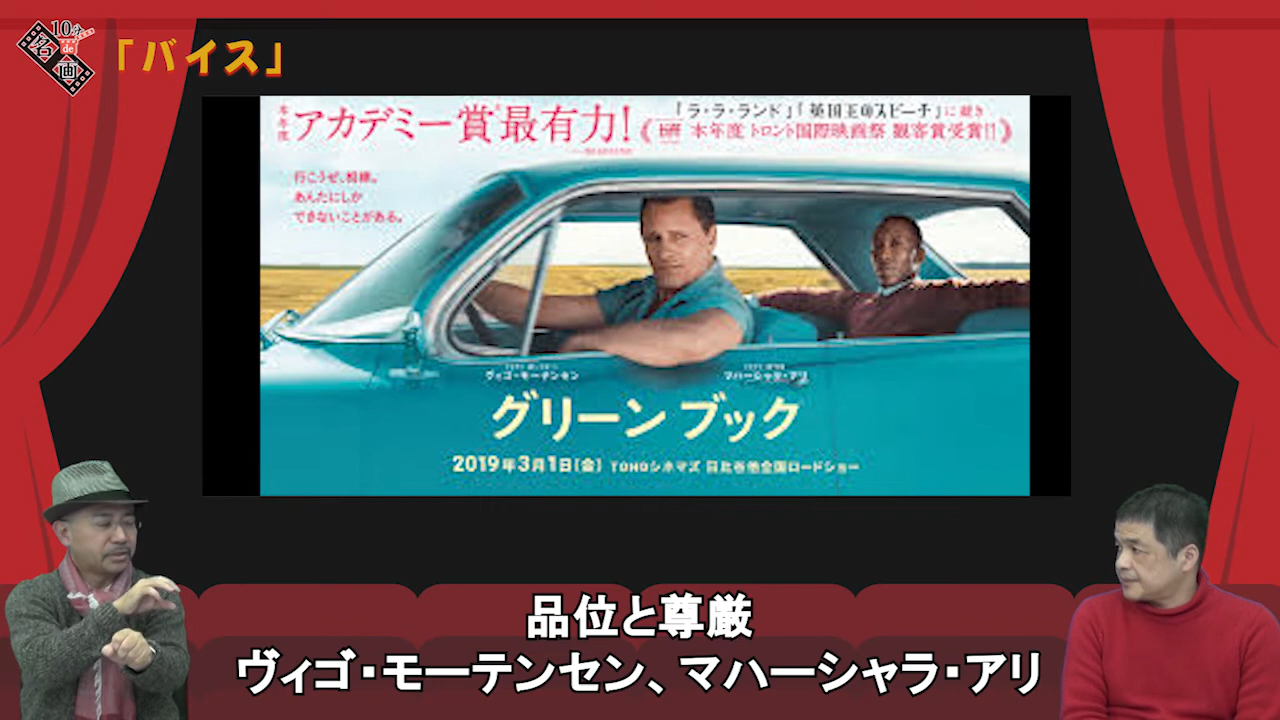 10分
de
名画
「バイス」
本年度
アカデミー賞®最有力!
「ラ・ラ・ランド」「英国王のスピーチ」に続き
本年度 トロント国際映画祭 観客賞受賞!!
行こうぜ、相棒。
あんたにしか
できないことがある。
ヴィゴ・モーテンセン
マハーシャラ・アリ
グリーン ブック
2019年3月1日(金) TOHOシネマズ 日比谷他全国ロードショー
品位と尊厳
ヴィゴ・モーテンセン、マハーシャラ・アリ